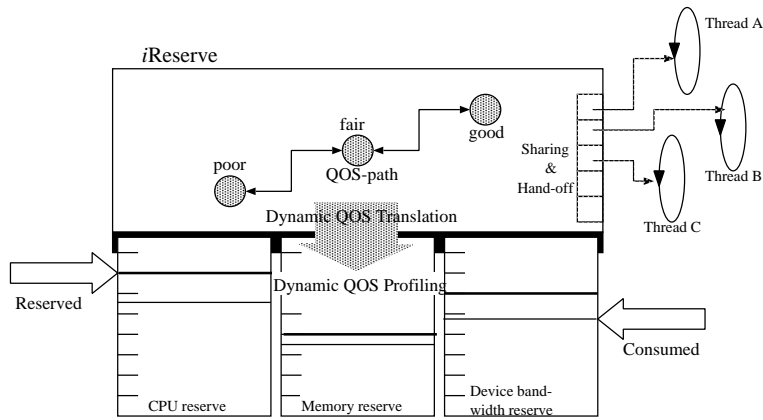 Thread A
iReserve
fair
good
poor
QOS-path
Sharing
&
Hand-off
Thread B
Thread C
Dynamic QOS Translation
Dynamic QOS Profiling
Reserved
Consumed
CPU reserve
Memory reserve
Device band-
width reserve